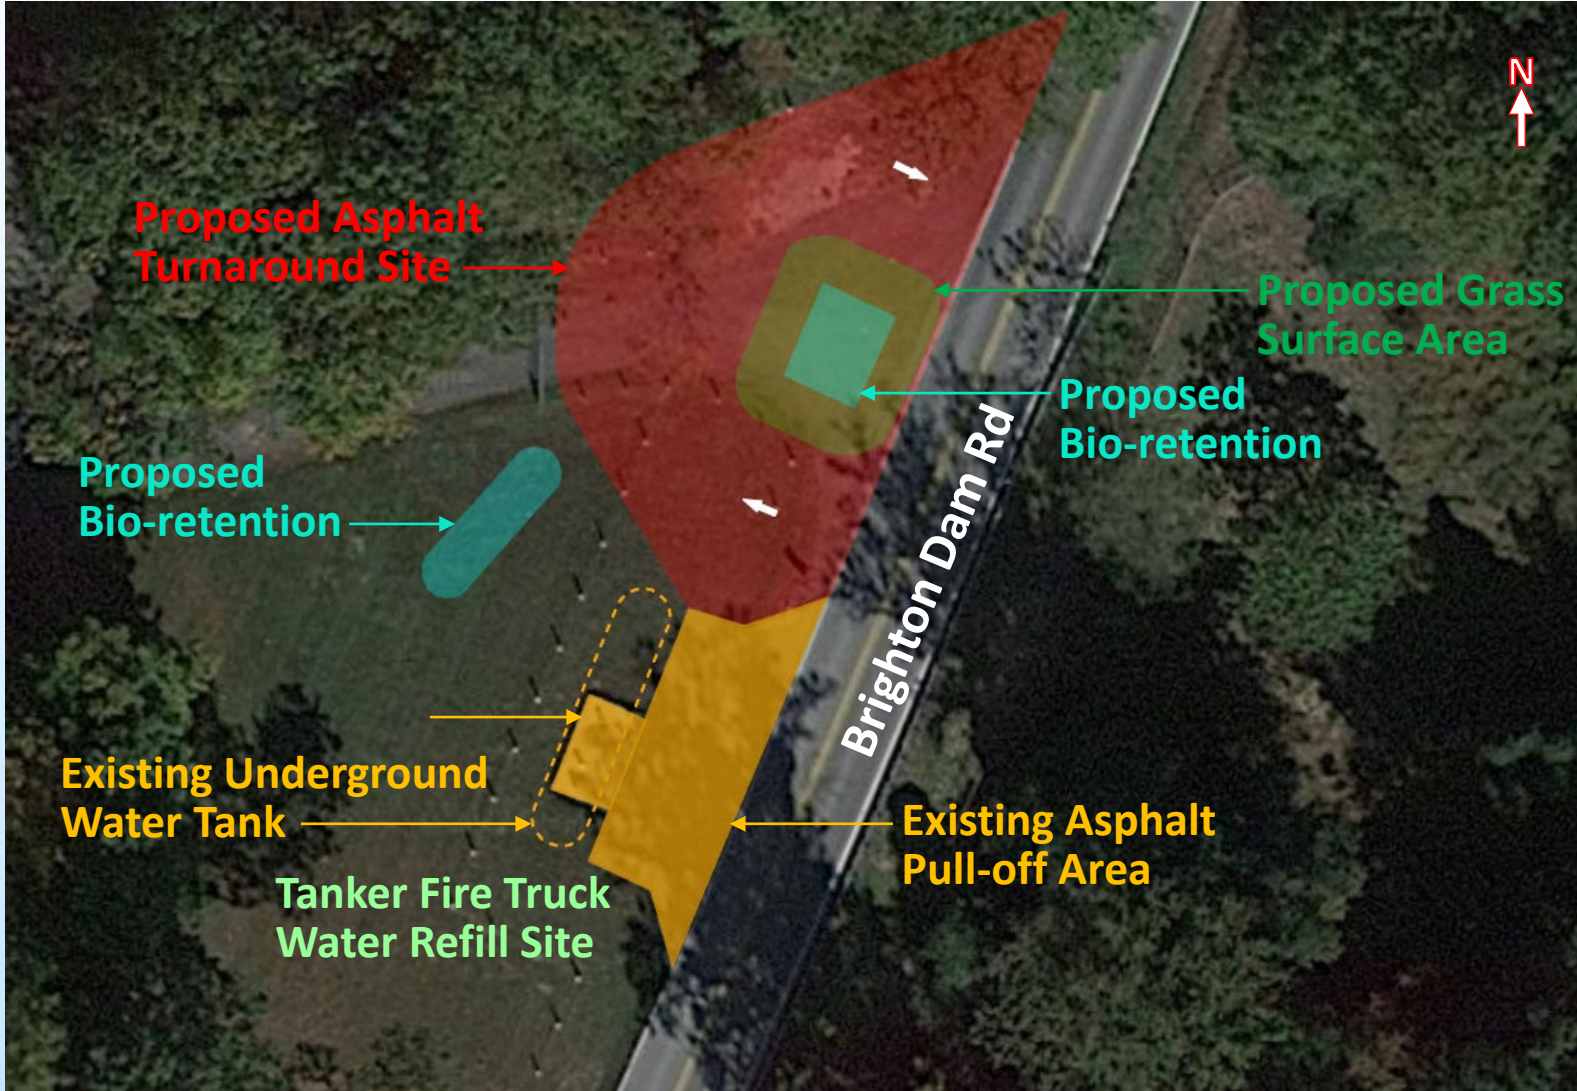 N
Proposed Asphalt
Turnaround Site
Proposed Grass
Surface Area
Proposed
Bio-retention
Proposed
Bio-retention
Brighton Dam Rd
Existing Underground
Water Tank
Existing Asphalt
Pull-off Area
Tanker Fire Truck
Water Refill Site